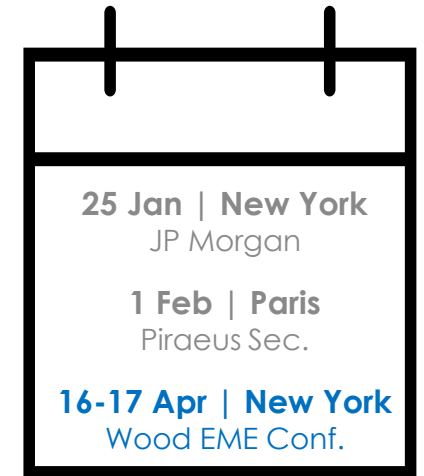 25 Jan | New York
JP Morgan
1 Feb | Paris
Piraeus Sec.
16-17 Apr | New York
Wood EME Conf.